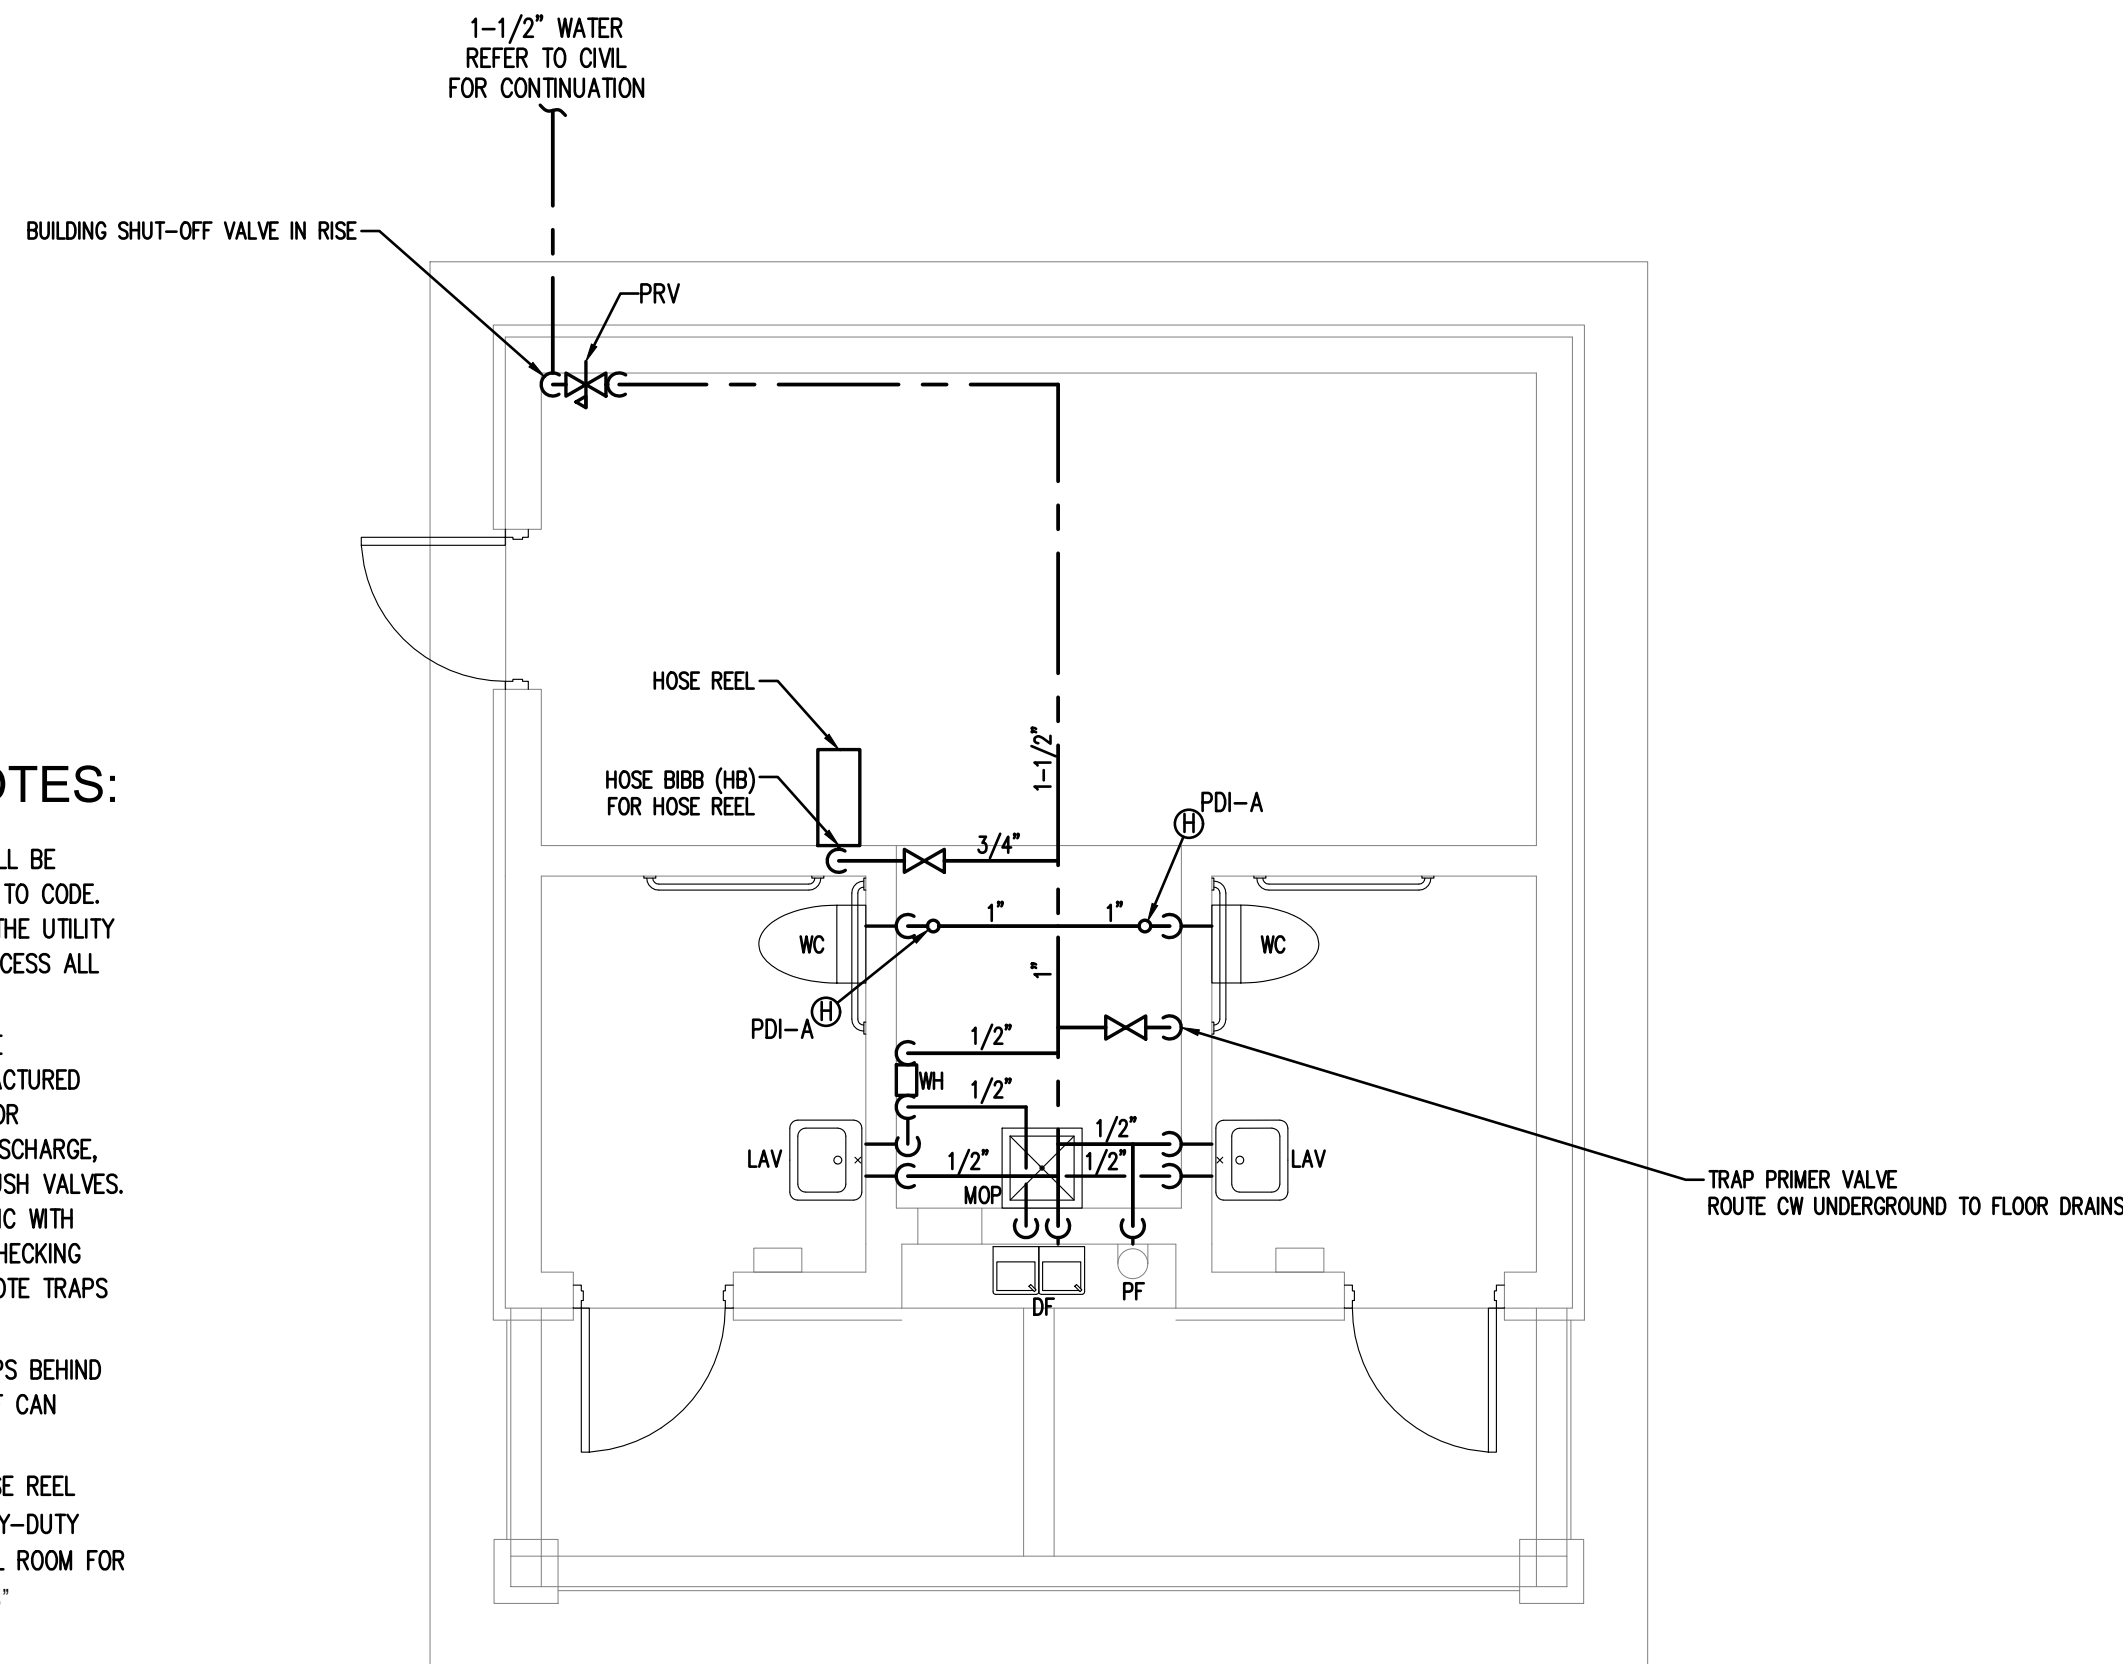 1-1/2" WATER
REFER TO CIVIL
FOR CONTINUATION
BUILDING SHUT-OFF VALVE IN RISE
PRV
HOSE REEL
1-1/2"
HOSE BIBB (HB)
FOR HOSE REEL
PDI-A
H
3/4"
1"
1"
WC
WC
1"
H
PDI-A
1/2"
WH
1/2"
1/2"
LAV
1/2"
1/2"
LAV
MOP
TRAP PRIMER VALVE
ROUTE CW UNDERGROUND TO FLOOR DRAINS
PF
DF
OTES:
LL BE
TO CODE.
THE UTILITY
CESS ALL
ACTURED
OR
SCHARGE,
USH VALVES.
IC WITH
HECKING
OTE TRAPS
PS BEHIND
T CAN
SE REEL
Y-DUTY
L ROOM FOR